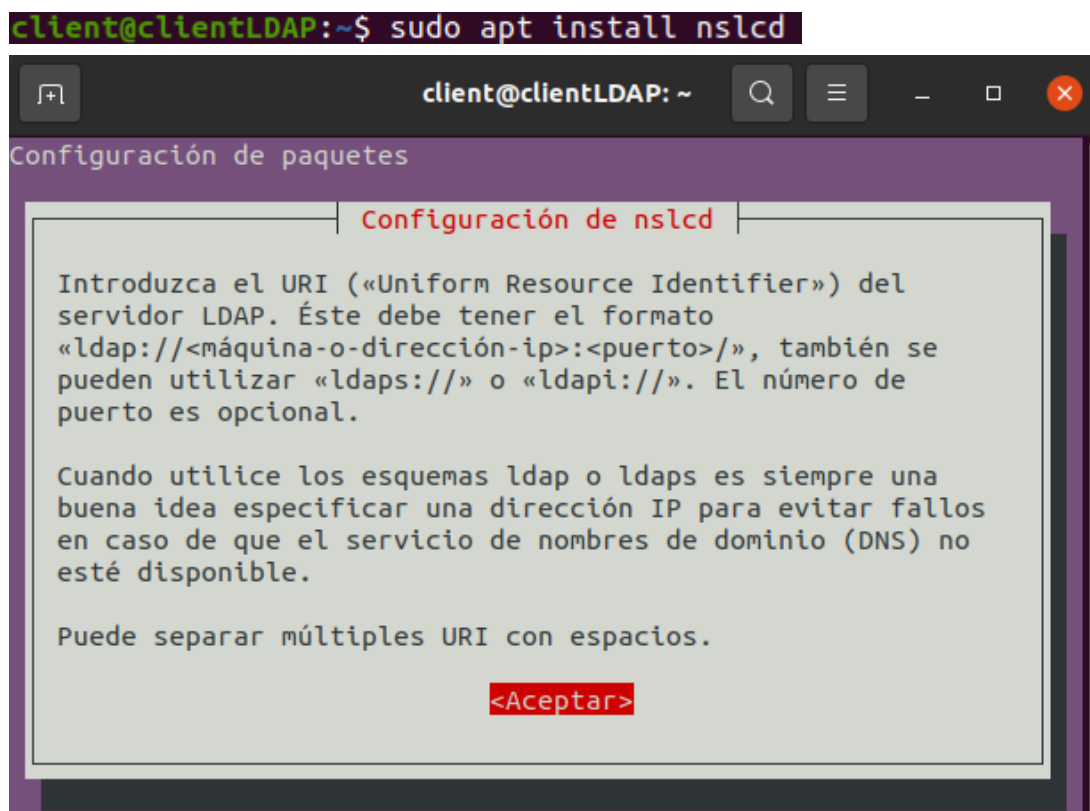 client@clientLDAP:~$ sudo apt install nslcd
client@clientLDAP: ~
Configuración de paquetes
Configuración de nslcd
Introduzca el URI («Uniform Resource Identifier») del
servidor LDAP. Éste debe tener el formato
«ldap://<máquina-o-dirección-ip>:<puerto>/», también se
pueden utilizar «ldaps://» o «ldapi://». El número de
puerto es opcional.
Cuando utilice los esquemas ldap o ldaps es siempre una
buena idea especificar una dirección IP para evitar fallos
en caso de que el servicio de nombres de dominio (DNS) no
esté disponible.
Puede separar múltiples URI con espacios.
<Aceptar>